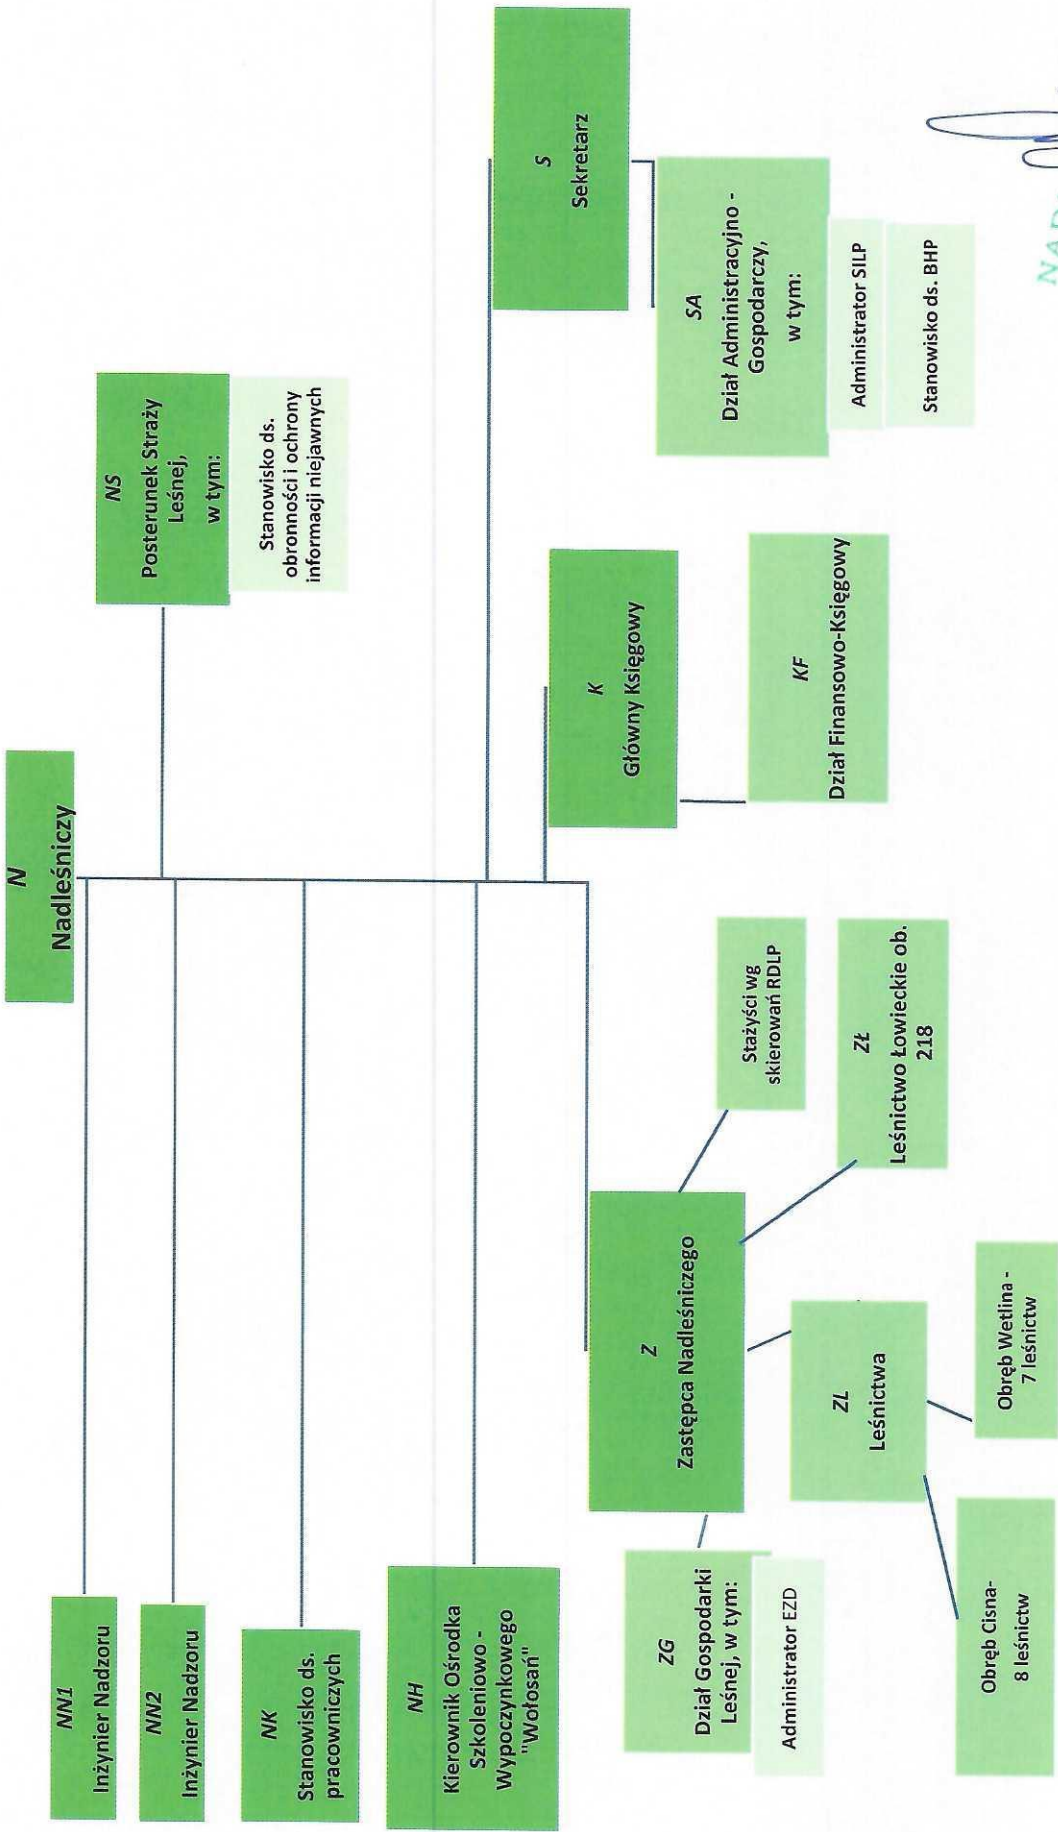 N
Nadleśniczy
NN1
Inżynier Nadzoru
NS
Posterunek Straży
Leśnej,
w tym:
Stanowisko ds.
obronności i ochrony
informacji niejawnych
NN2
Inżynier Nadzoru
NK
Stanowisko ds.
pracowniczych
NH
Kierownik Ośrodka
Szkoleniowo -
Wypoczynkowego
"Wołosań"
S
Sekretarz
K
Główny Księgowy
Z
Zastępca Nadleśniczego
SA
Dział Administracyjno -
Gospodarczy,
w tym:
Administrator SILP
Stanowisko ds. BHP
KF
Dział Finansowo-Księgowy
Stażyści wg
skierowań RDLP
ZG
Dział Gospodarki
Leśnej, w tym:
Administrator EZD
ZL
Leśnictwa
ZŁ
Leśnictwo Łowieckie ob.
218
Obręb Cisna-
8 leśnictw
Obręb Wetlina -
7 leśnictw